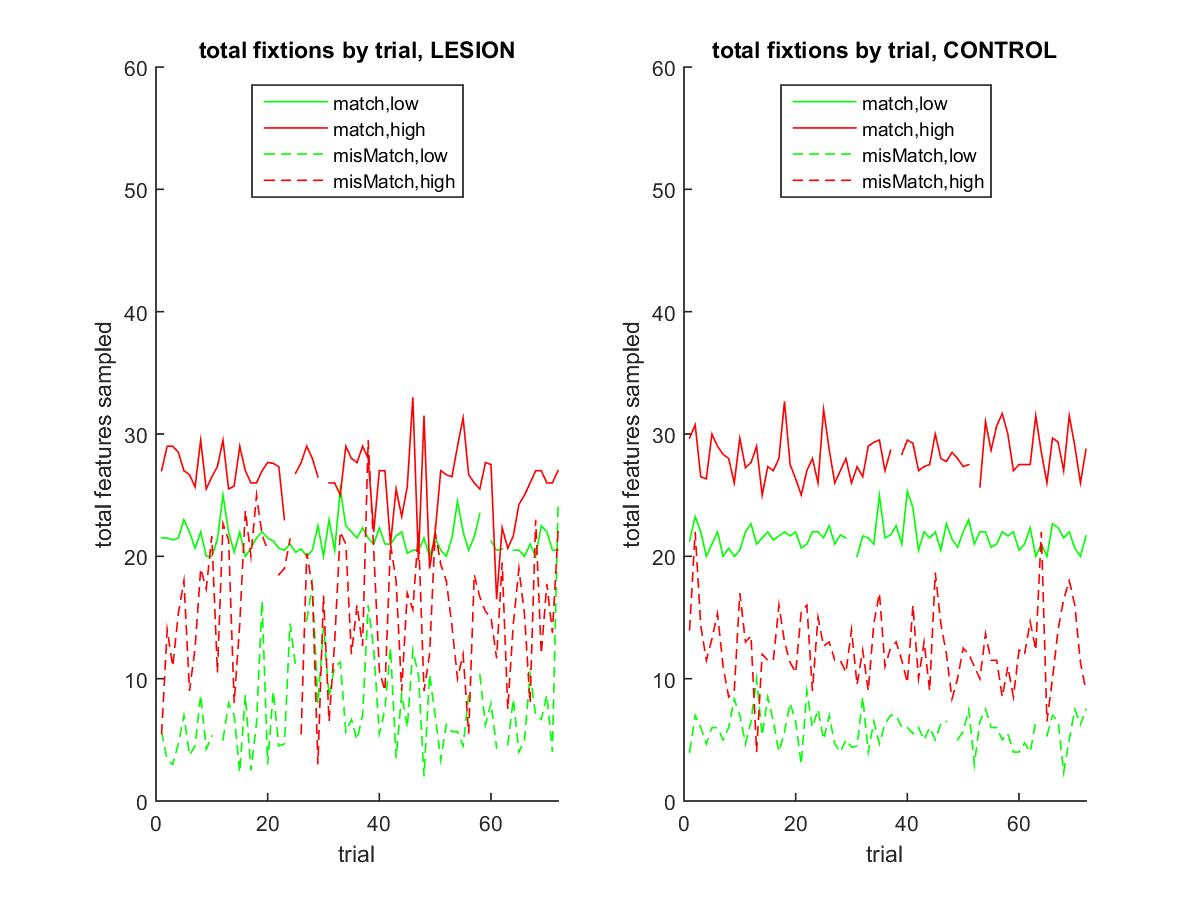 total fixtions by trial, LESION
60
50
40
30
20
10
0
0 20 40 60
total features sampled
trial
match,low
match,high
misMatch,low
misMatch,high
total fixtions by trial, CONTROL
60
50
40
30
20
10
0
0 20 40 60
total features sampled
trial
match,low
match,high
misMatch,low
misMatch,high